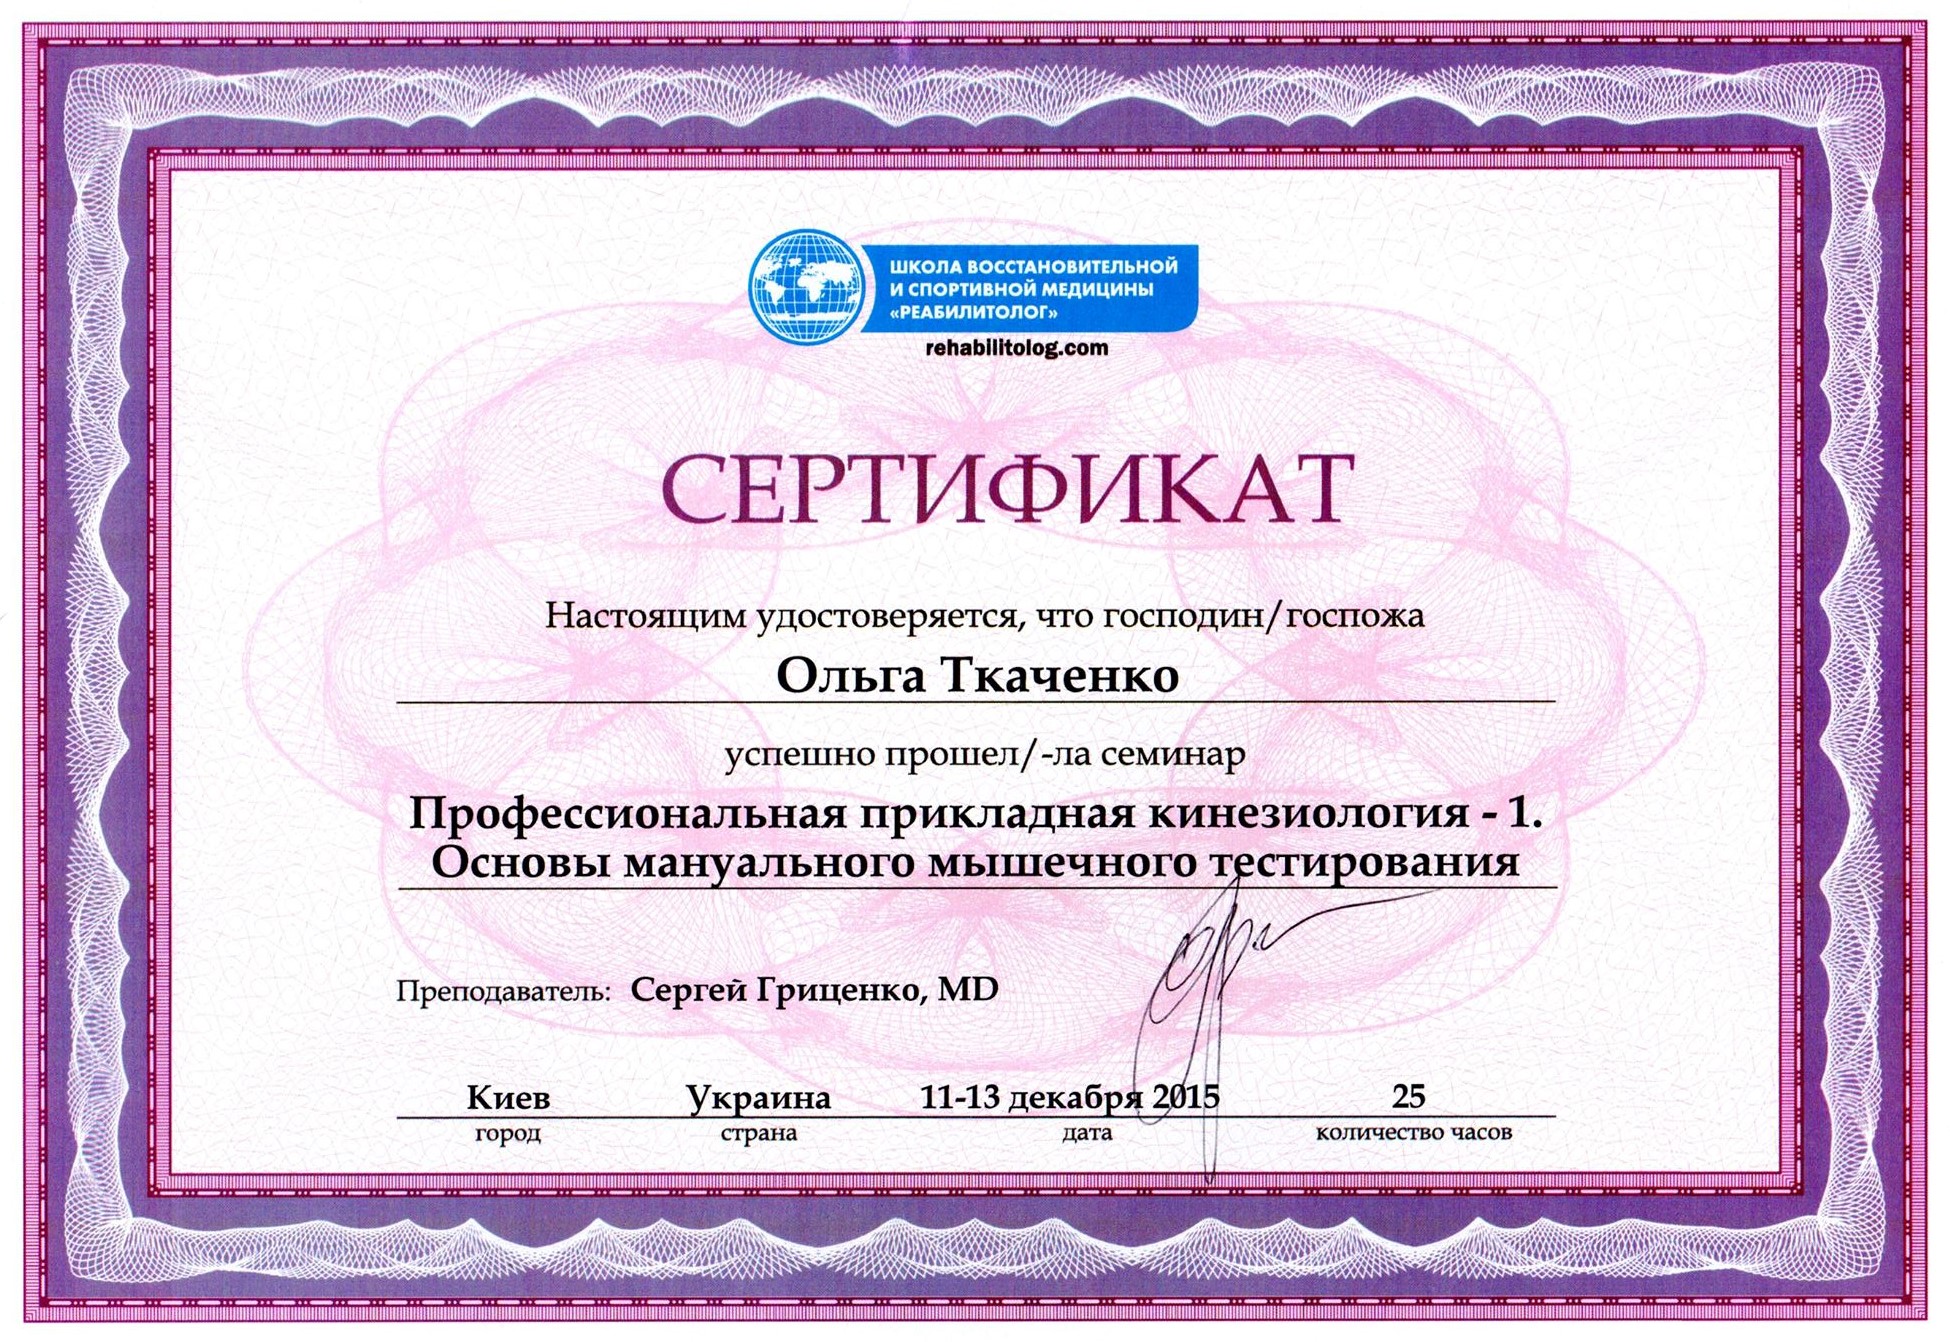 ШКОЛА ВОССТАНОВИТЕЛЬНОЙ
И СПОРТИВНОЙ МЕДИЦИНЫ
«РЕАБИЛИТОЛОГ»
rehabilitolog.com
СЕРТИФИКАТ
Настоящим удостоверяется, что господин/госпожа
Ольга Ткаченко
успешно прошел/-ла семинар
Профессиональная прикладная кинезиология - 1.
Основы мануального мышечного тестирования
Преподаватель: Сергей Гриценко, MD
Киев Украина 11-13 декабря 2015 25
город страна дата количество часов